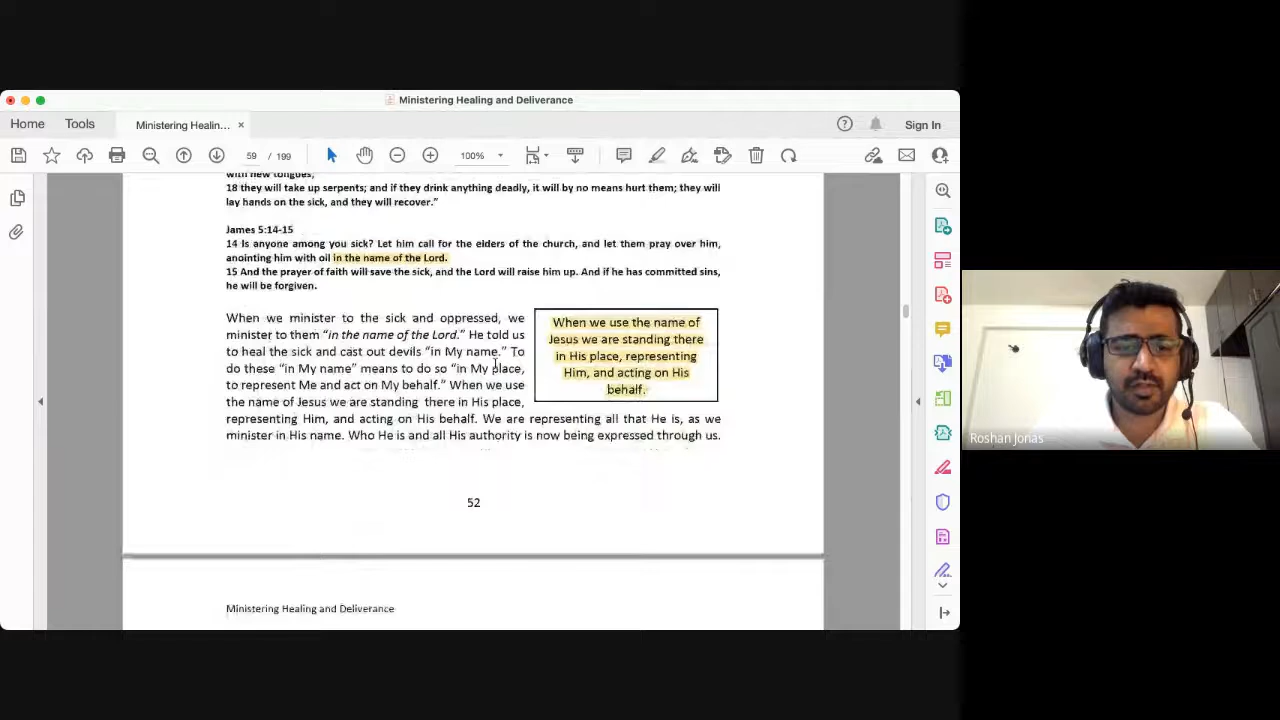 Ministering Healing and Deliverance
Home Tools Ministering Healin... × Sign In
59 / 199 100%
with new tongues;
18 they will take up serpents; and if they drink anything deadly, it will by no means hurt them; they will
lay hands on the sick, and they will recover.”
James 5:14-15
14 Is anyone among you sick? Let him call for the elders of the church, and let them pray over him,
anointing him with oil in the name of the Lord.
15 And the prayer of faith will save the sick, and the Lord will raise him up. And if he has committed sins,
he will be forgiven.
When we minister to the sick and oppressed, we
minister to them “in the name of the Lord.” He told us
to heal the sick and cast out devils “in My name.” To
do these “in My name” means to do so “in My place,
to represent Me and act on My behalf.” When we use
the name of Jesus we are standing there in His place,
representing Him, and acting on His behalf. We are representing all that He is, as we
minister in His name. Who He is and all His authority is now being expressed through us.
When we use the name of
Jesus we are standing there
in His place, representing
Him, and acting on His
behalf.
52
Ministering Healing and Deliverance
Roshan Jonas